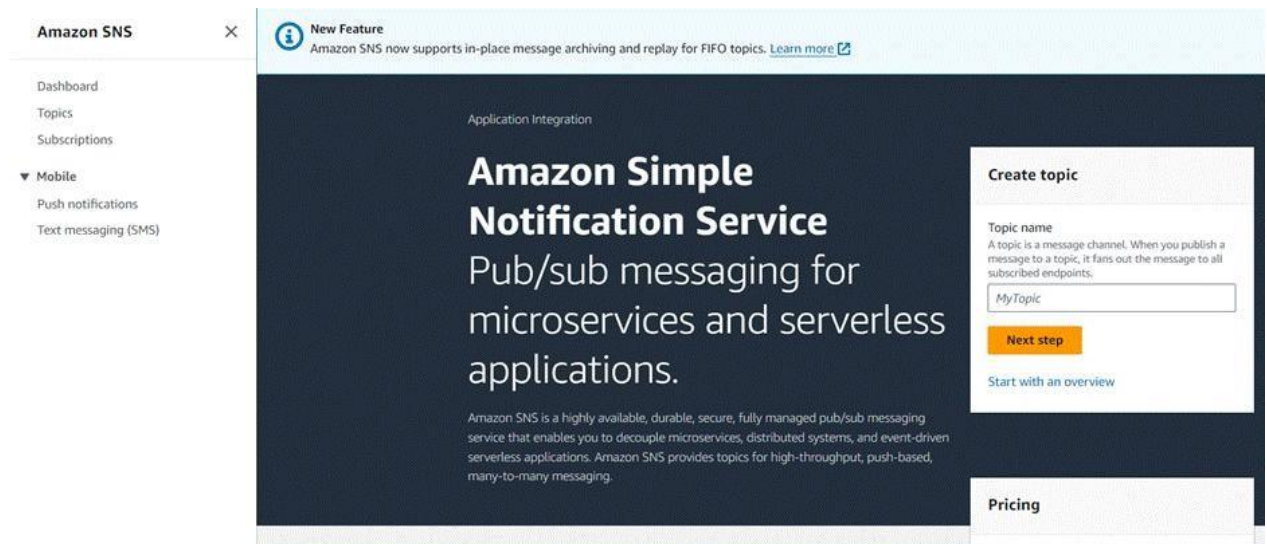 Amazon SNS
Dashboard
Topics
Subscriptions
Mobile
Push notifications
Text messaging (SMS)
New Feature
Amazon SNS now supports in-place message archiving and replay for FIFO topics. Learn more
Application Integration
Amazon Simple
Notification Service
Pub/sub messaging for
microservices and serverless
applications.
Amazon SNS is a highly available, durable, secure, fully managed pub/sub messaging
service that enables you to decouple microservices, distributed systems, and event-driven
serverless applications. Amazon SNS provides topics for high-throughput, push-based,
many-to-many messaging.
Create topic
Topic name
A topic is a message channel. When you publish a
message to a topic, it fans out the message to all
subscribed endpoints.
MyTopic
Next step
Start with an overview
Pricing